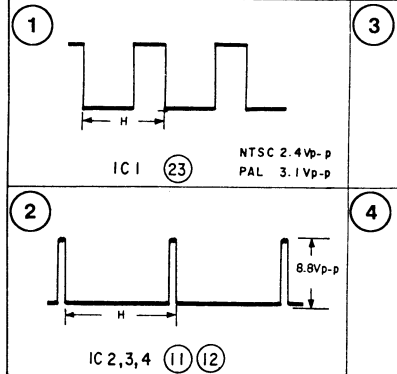 1
3
H
NTSC 2.4Vp-p
IC1 23 PAL 3.1Vp-p
2
4
8.8Vp-p
H
IC 2,3,4 11 12